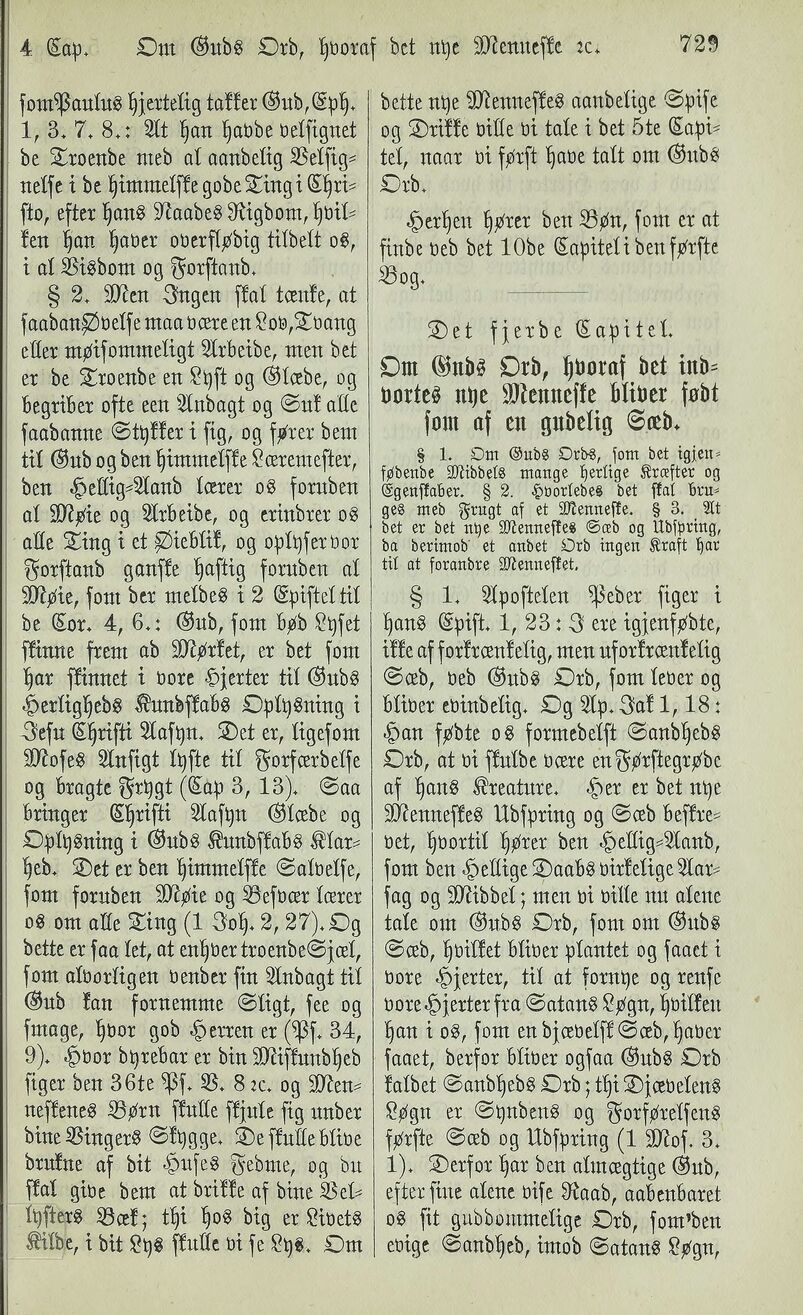 4 Cap. Om Guds Ord, hvoraf det nye Menneske ꝛc. 729
som Paulus hjertelig takker Gud, Eph.
1, 3. 7. 8.: At han havde velsignet
de Troende med al aandelig Velsig-
nelse i de himmelske gode Ting i Chri-
sto, efter hans Naades Rigdom, hvil-
ken han haver overflødig tildelt os,
i al Visdom og Forstand.
§ 2. Men Ingen skal tænke, at
saadan Øvelse maa være en Lov, Tvang
eller møisommeligt Arbeide, men det
er de Troende en Lyst og Glæde, og
begriber ofte een Andagt og Suk alle
saadanne Stykker i sig, og fører dem
til Gud og den himmelske Læremester,
den Hellig-Aand lærer os foruden
al Møie og Arbeide, og erindrer os
alle Ting i et Øieblik, og oplyser vor
Forstand ganske hastig foruden al
Møie, som der meldes i 2 Epistel til
de Cor. 4, 6.: Gud, som bød Lyset
skinne frem ad Mørket, er det som
har skinnet i vore Hjerter til Guds
Herligheds Kundskabs Oplysning i
Jesu Christi Aasyn. Det er, ligesom
Moses Ansigt lyste til Forfærdelse
og bragte Frygt (Cap 3, 13). Saa
bringer Christi Aasyn Glæde og
Oplysning i Guds Kundskabs Klar-
hed. Det er den himmelske Salvelse,
som foruden Møie og Besvær lærer
os om alle Ting (1 Joh. 2, 27). Og
dette er saa let, at enhver troende Sjæl,
som alvorligen vender sin Andagt til
Gud kan fornemme Sligt, see og
smage, hvor god Herren er (Ps. 34,
9). Hvor dyrebar er din Miskundhed
siger den 36te Ps. V. 8 ꝛc. og Men-
neskenes Børn skulle skjule sig under
dine Vingers Skygge. De skulle blive
drukne af dit Huses Fedme, og du
skal give dem at drikke af dine Vel-
lysters Bæk; thi hos dig er Livets
Kilde, i dit Lys skulle vi se Lys. Om
dette nye Menneskes aandelige Spise
og Drikke ville vi tale i det 5te Capi-
tel, naar vi først have talt om Guds
Ord.
Herhen hører den Bøn, som er at
finde ved det 10de Capitel i den første
Bog.
Det fjerde Capitel.
Om Guds Ord, hvoraf det ind-
vortes nye Menneske bliver født
som af en gudelig Sæd.
§ 1. Om Guds Ords, som det igjen-
fødende Middels mange herlige Kræfter og
Egenskaber. § 2. Hvorledes det skal bru-
ges med Frugt af et Menneske. § 3. At
det er det nye Menneskes Sæd og Udspring,
da derimod et andet Ord ingen Kraft har
til at forandre Mennesket.
§ 1. Apostelen Peder siger i
hans Epist. 1, 23: I ere igjenfødte,
ikke af forkrænkelig, men uforkrænkelig
Sæd, ved Guds Ord, som lever og
bliver evindelig. Og Ap. Jak 1, 18:
Han fødte os formedelst Sandheds
Ord, at vi skulde være en Førstegrøde
af hans Kreature. Her er det nye
Menneskes Udspring og Sæd beskre-
vet, hvortil hører den Hellig-Aand,
som den Hellige Daabs virkelige Aar-
sag og Middel; men vi ville nu alene
tale om Guds Ord, som om Guds
Sæd, hvilket bliver plantet og saaet i
vore Hjerter, til at fornye og rense
vore Hjerter fra Satans Løgn, hvilken
han i os, som en djævelsk Sæd, haver
saaet, derfor bliver ogsaa Guds Ord
kaldet Sandheds Ord; thi Djævelens
Løgn er Syndens og Forførelsens
første Sæd og Udspring (1 Mos. 3.
1). Derfor har den almægtige Gud,
efter sine alene vise Raad, aabenbaret
os sit guddommelige Ord, som den
evige Sandhed, imod Satans Løgn,